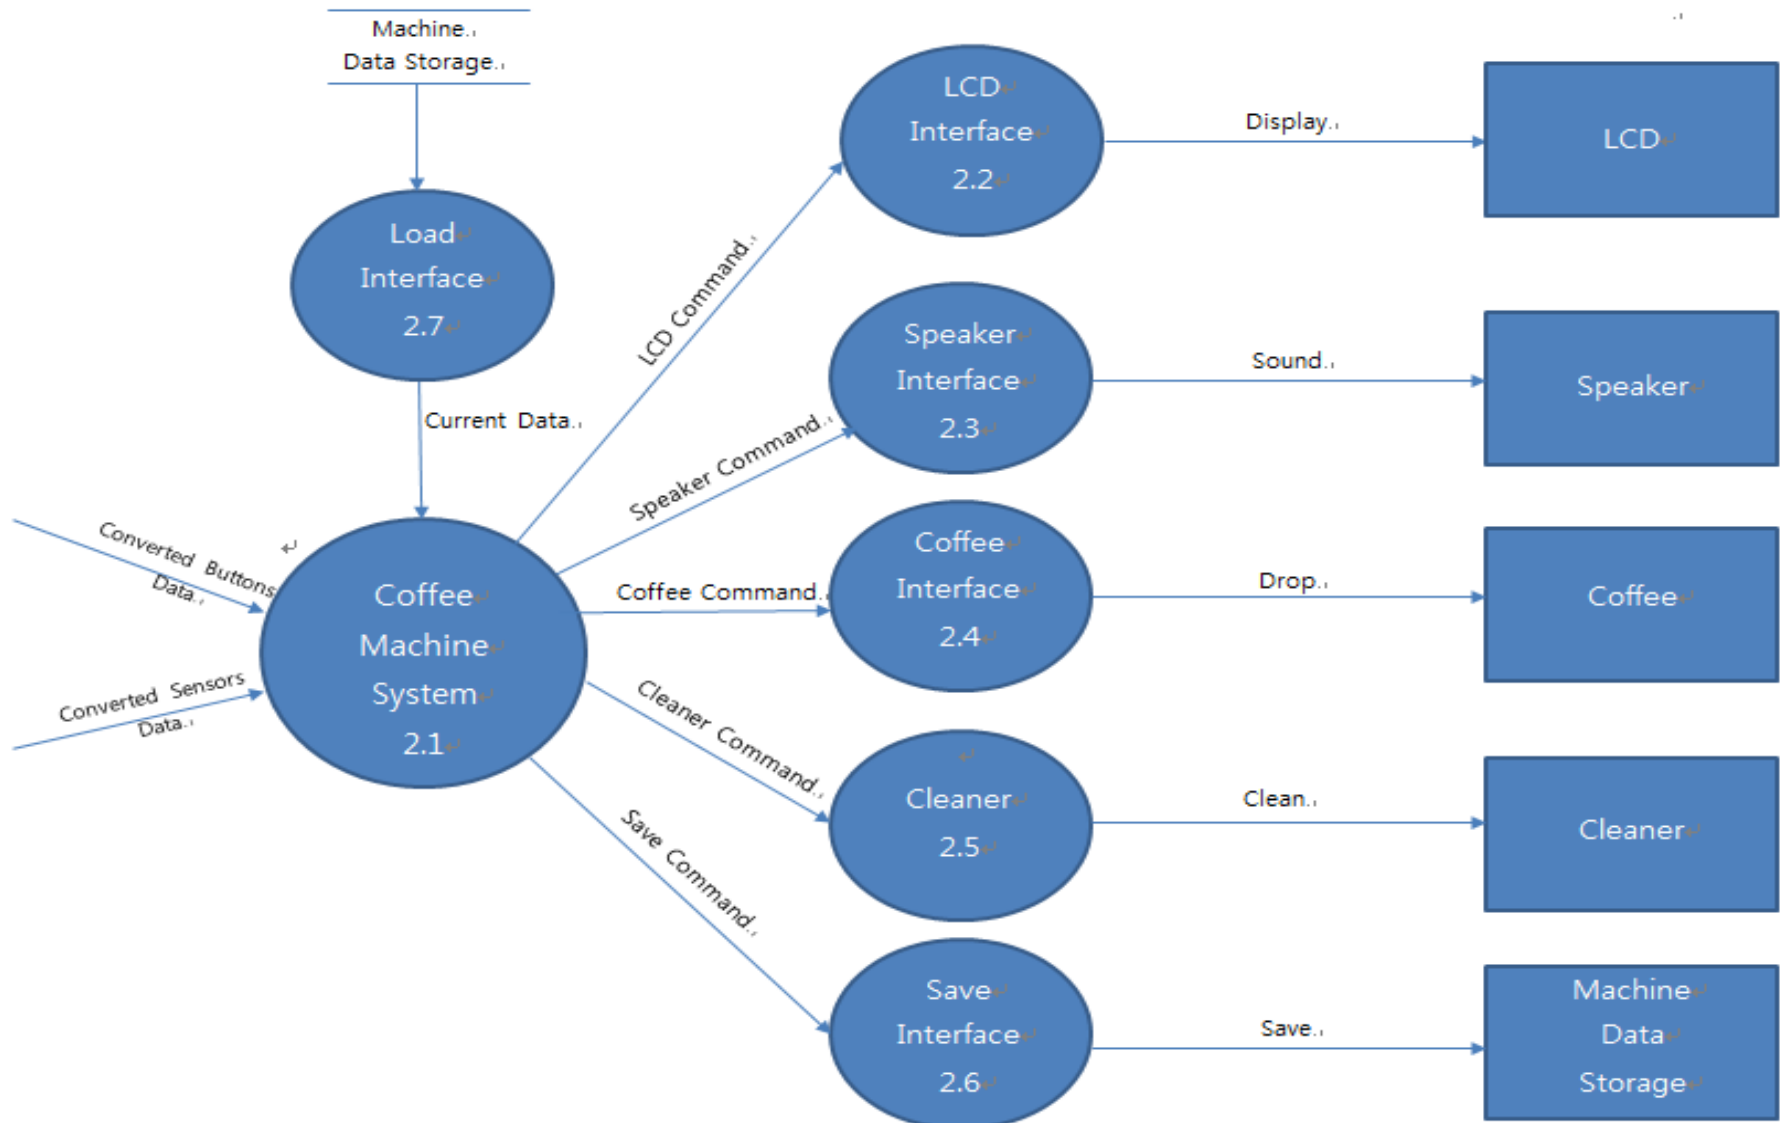 Machine
Data Storage
LCD
Interface
2.2
Display
LCD
Load
Interface
2.7
LCD Command
Speaker
Interface
2.3
Sound
Speaker
Current Data
Speaker Command
Converted Buttons
Data
Coffee
Machine
System
2.1
Coffee Command
Coffee
Interface
2.4
Drop
Coffee
Converted Sensors
Data
Cleaner Command
Cleaner
2.5
Clean
Cleaner
Save Command
Save
Interface
2.6
Save
Machine
Data
Storage